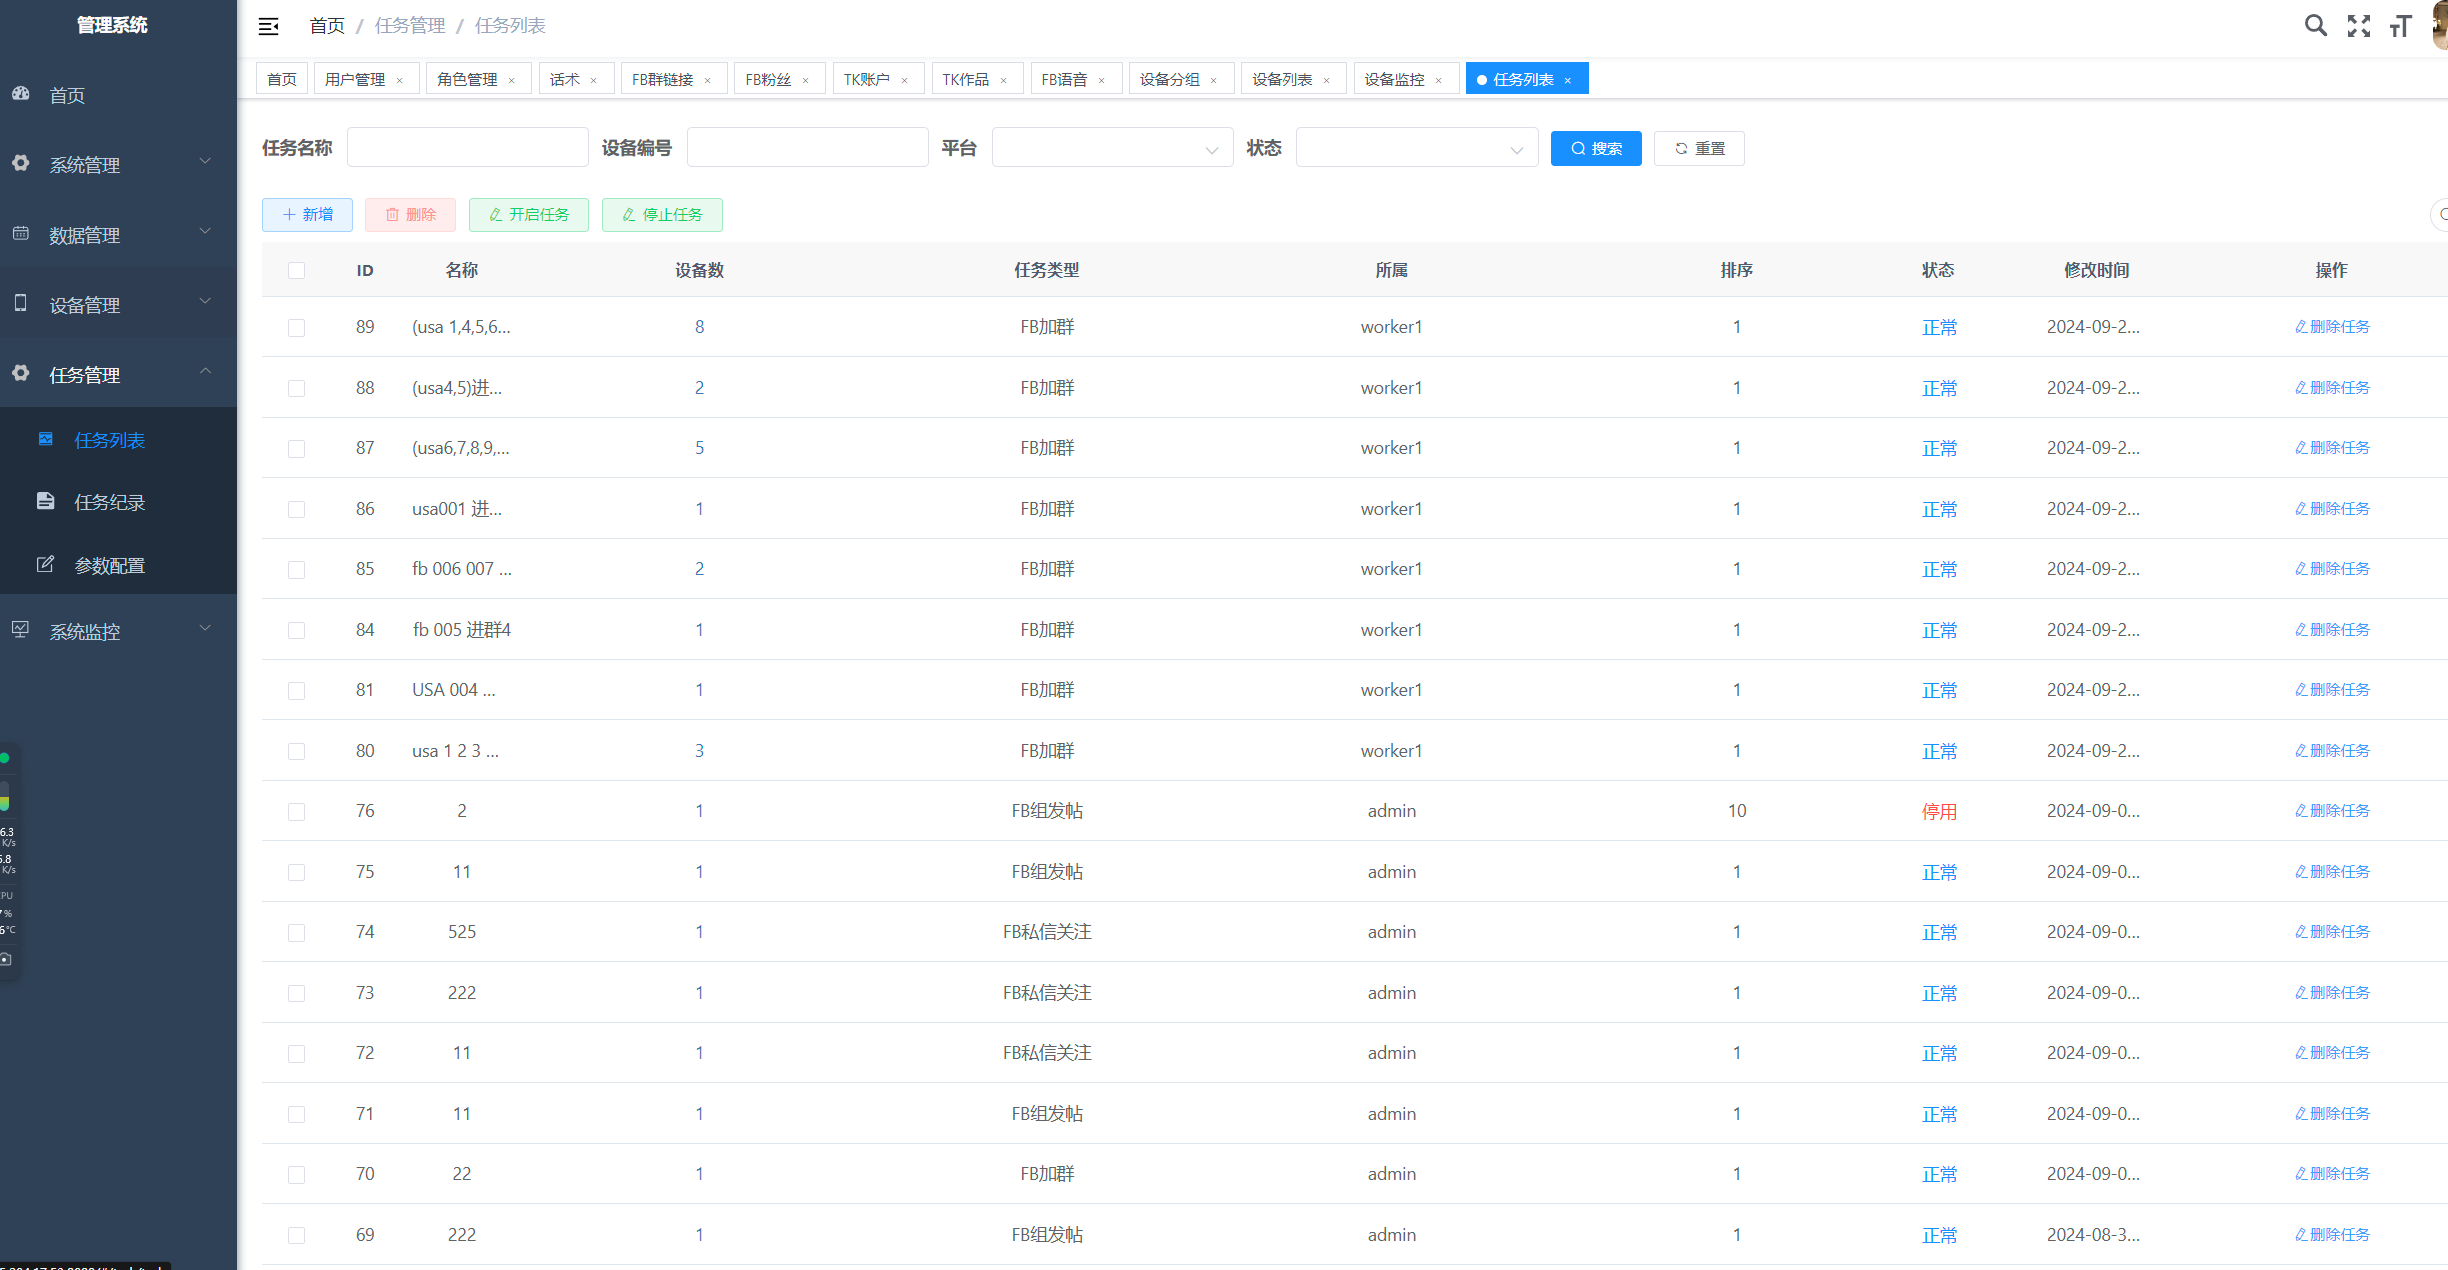 管理系统
首页
系统管理
数据管理
设备管理
任务管理
任务列表
任务纪录
参数配置
系统监控
6.3
K/s
5.8
K/s
%
6°C
首页 / 任务管理 / 任务列表
首页 用户管理 × 角色管理 × 话术 × FB群链接 × FB粉丝 × TK账户 × TK作品 × FB语音 × 设备分组 × 设备列表 × 设备监控 × 任务列表 ×
任务名称 设备编号 平台 状态 搜索 重置
新增 删除 开启任务 停止任务
ID 名称 设备数 任务类型 所属 排序 状态 修改时间 操作
89 (usa 1,4,5,6... 8 FB加群 worker1 1 正常 2024-09-2... 删除任务
88 (usa4,5)进... 2 FB加群 worker1 1 正常 2024-09-2... 删除任务
87 (usa6,7,8,9,... 5 FB加群 worker1 1 正常 2024-09-2... 删除任务
86 usa001 进... 1 FB加群 worker1 1 正常 2024-09-2... 删除任务
85 fb 006 007 ... 2 FB加群 worker1 1 正常 2024-09-2... 删除任务
84 fb 005 进群4 1 FB加群 worker1 1 正常 2024-09-2... 删除任务
81 USA 004 ... 1 FB加群 worker1 1 正常 2024-09-2... 删除任务
80 usa 1 2 3 ... 3 FB加群 worker1 1 正常 2024-09-2... 删除任务
76 2 1 FB组发帖 admin 10 停用 2024-09-0... 删除任务
75 11 1 FB组发帖 admin 1 正常 2024-09-0... 删除任务
74 525 1 FB私信关注 admin 1 正常 2024-09-0... 删除任务
73 222 1 FB私信关注 admin 1 正常 2024-09-0... 删除任务
72 11 1 FB私信关注 admin 1 正常 2024-09-0... 删除任务
71 11 1 FB组发帖 admin 1 正常 2024-09-0... 删除任务
70 22 1 FB加群 admin 1 正常 2024-09-0... 删除任务
69 222 1 FB组发帖 admin 1 正常 2024-08-3... 删除任务